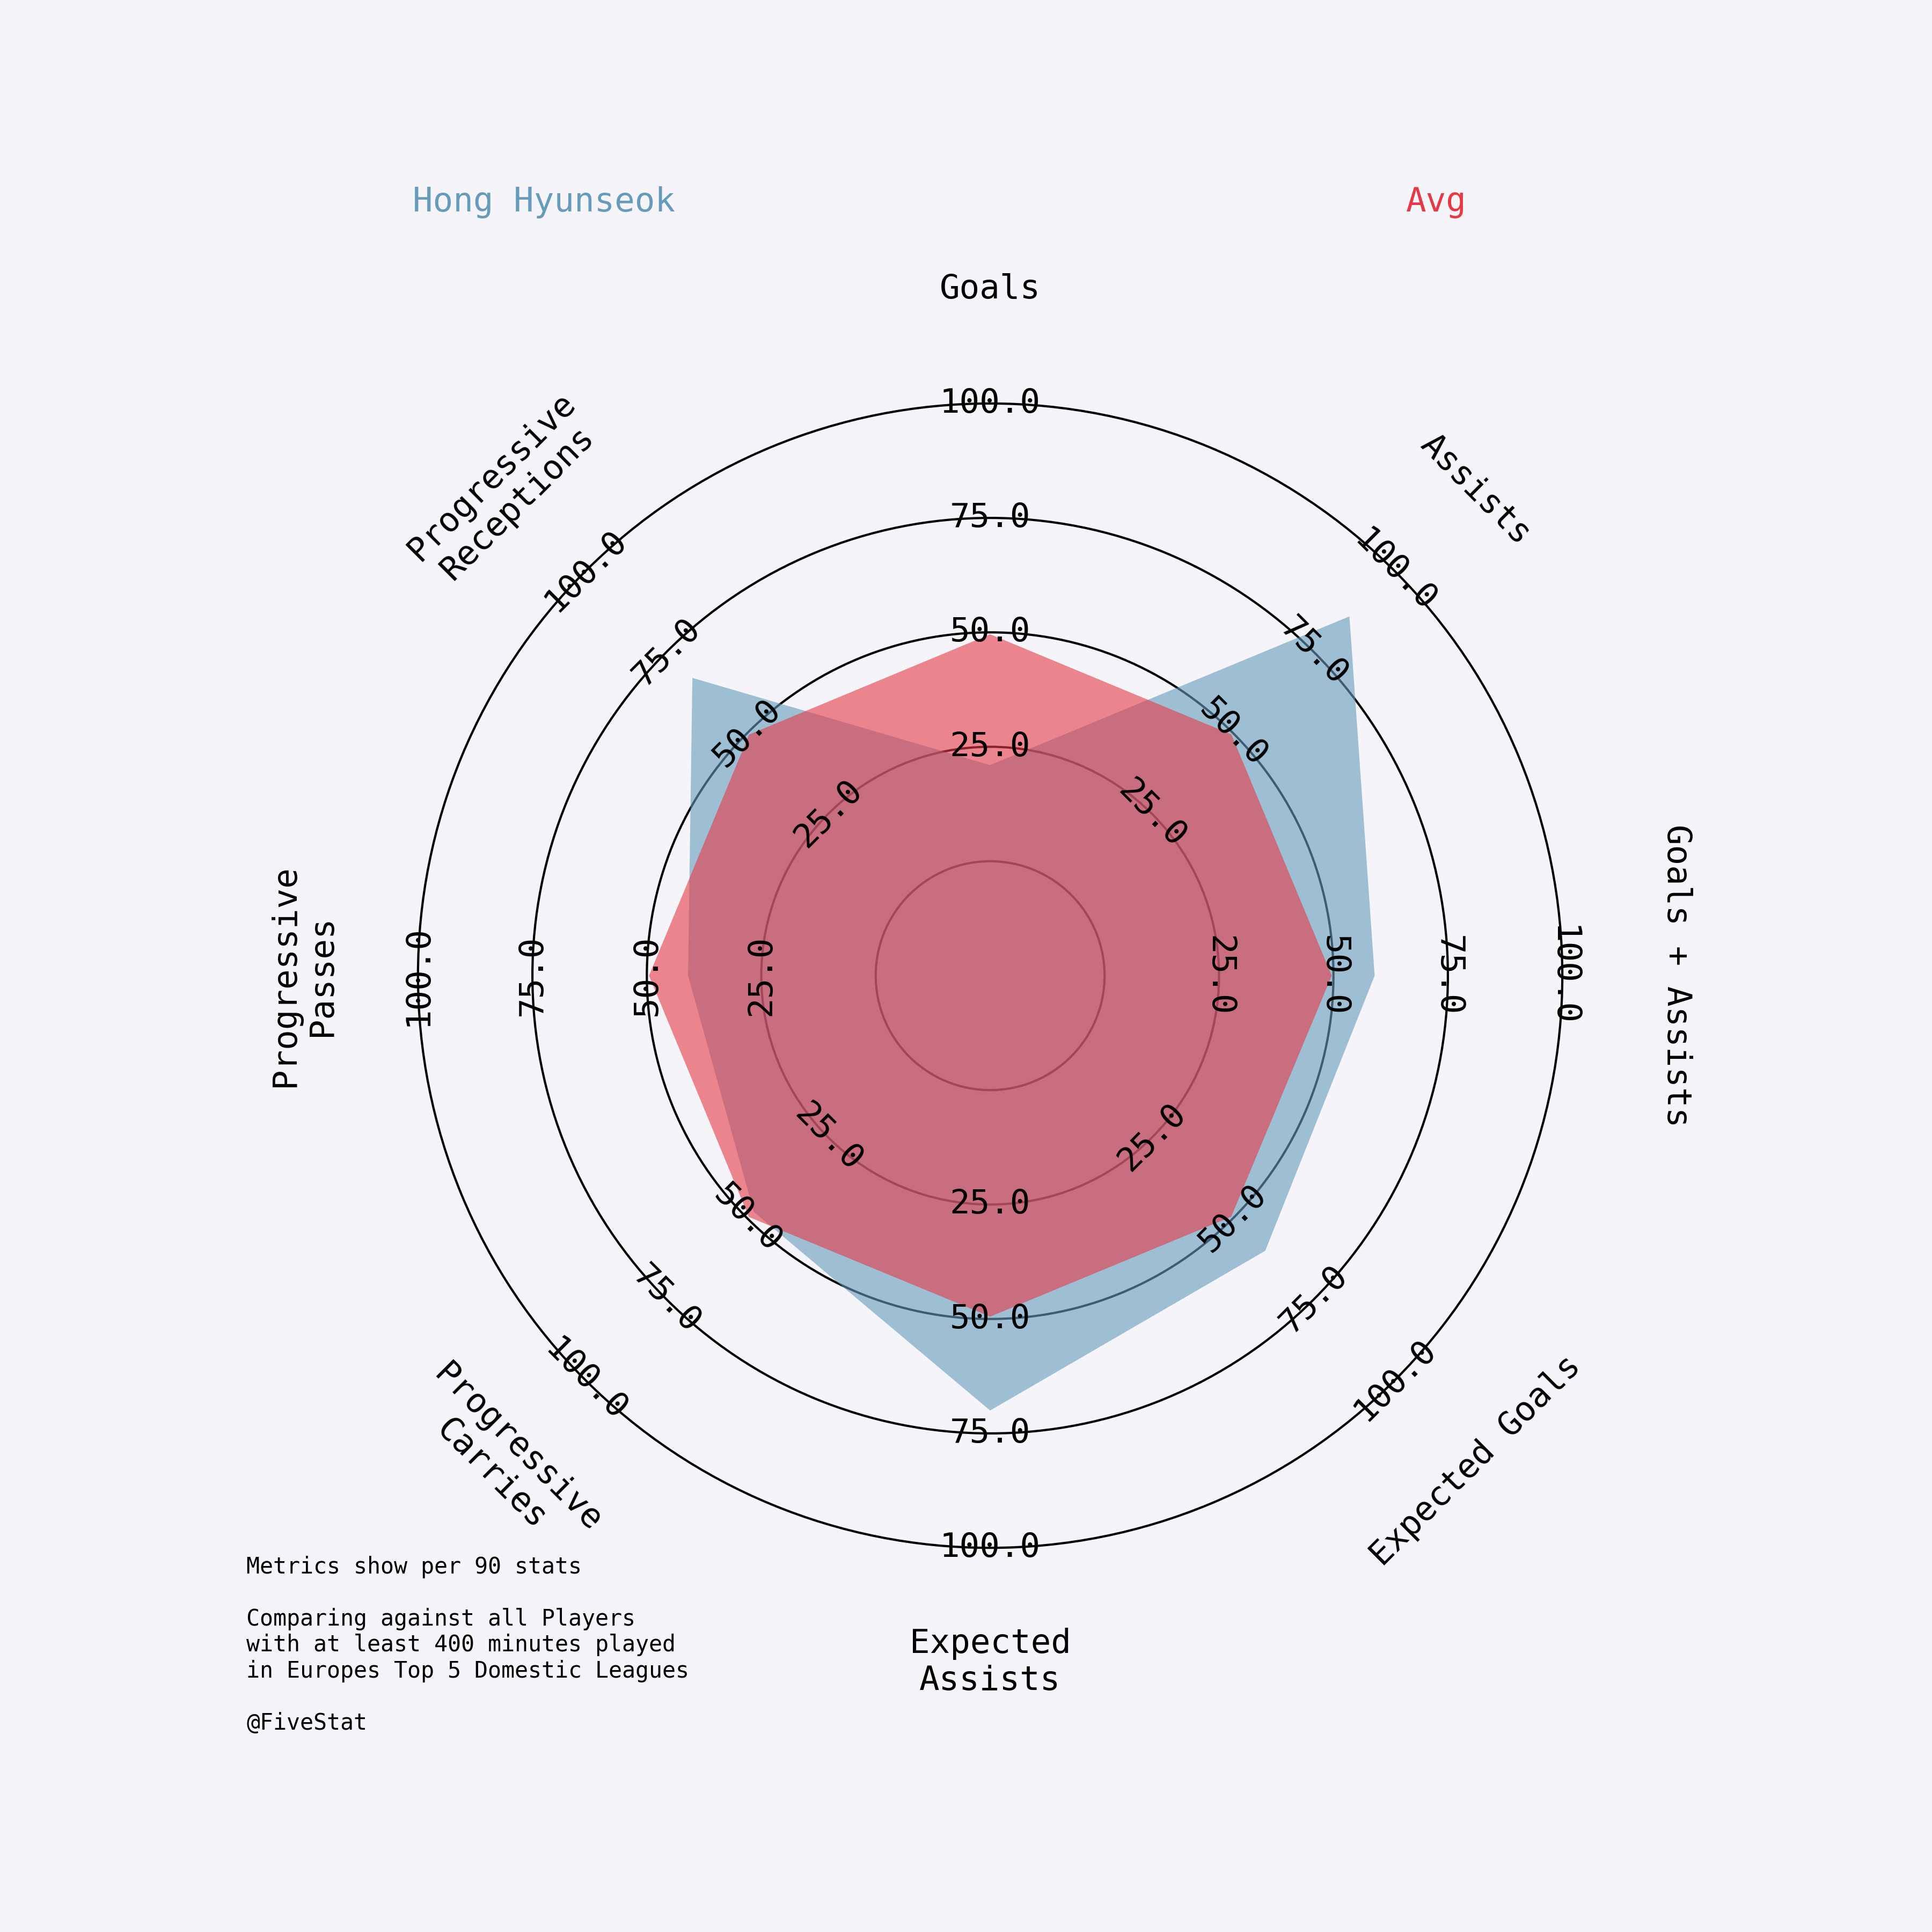 Hong Hyunseok
Avg
Goals
Assists
Goals + Assists
Expected Goals
Expected
Assists
Progressive
Carries
Progressive
Passes
Progressive
Receptions
25.0
50.0
75.0
100.0
25.0
50.0
75.0
100.0
25.0
50.0
75.0
100.0
25.0
50.0
75.0
100.0
25.0
50.0
75.0
100.0
25.0
50.0
75.0
100.0
25.0
50.0
75.0
100.0
25.0
50.0
75.0
100.0
Metrics show per 90 stats
Comparing against all Players
with at least 400 minutes played
in Europes Top 5 Domestic Leagues
@FiveStat